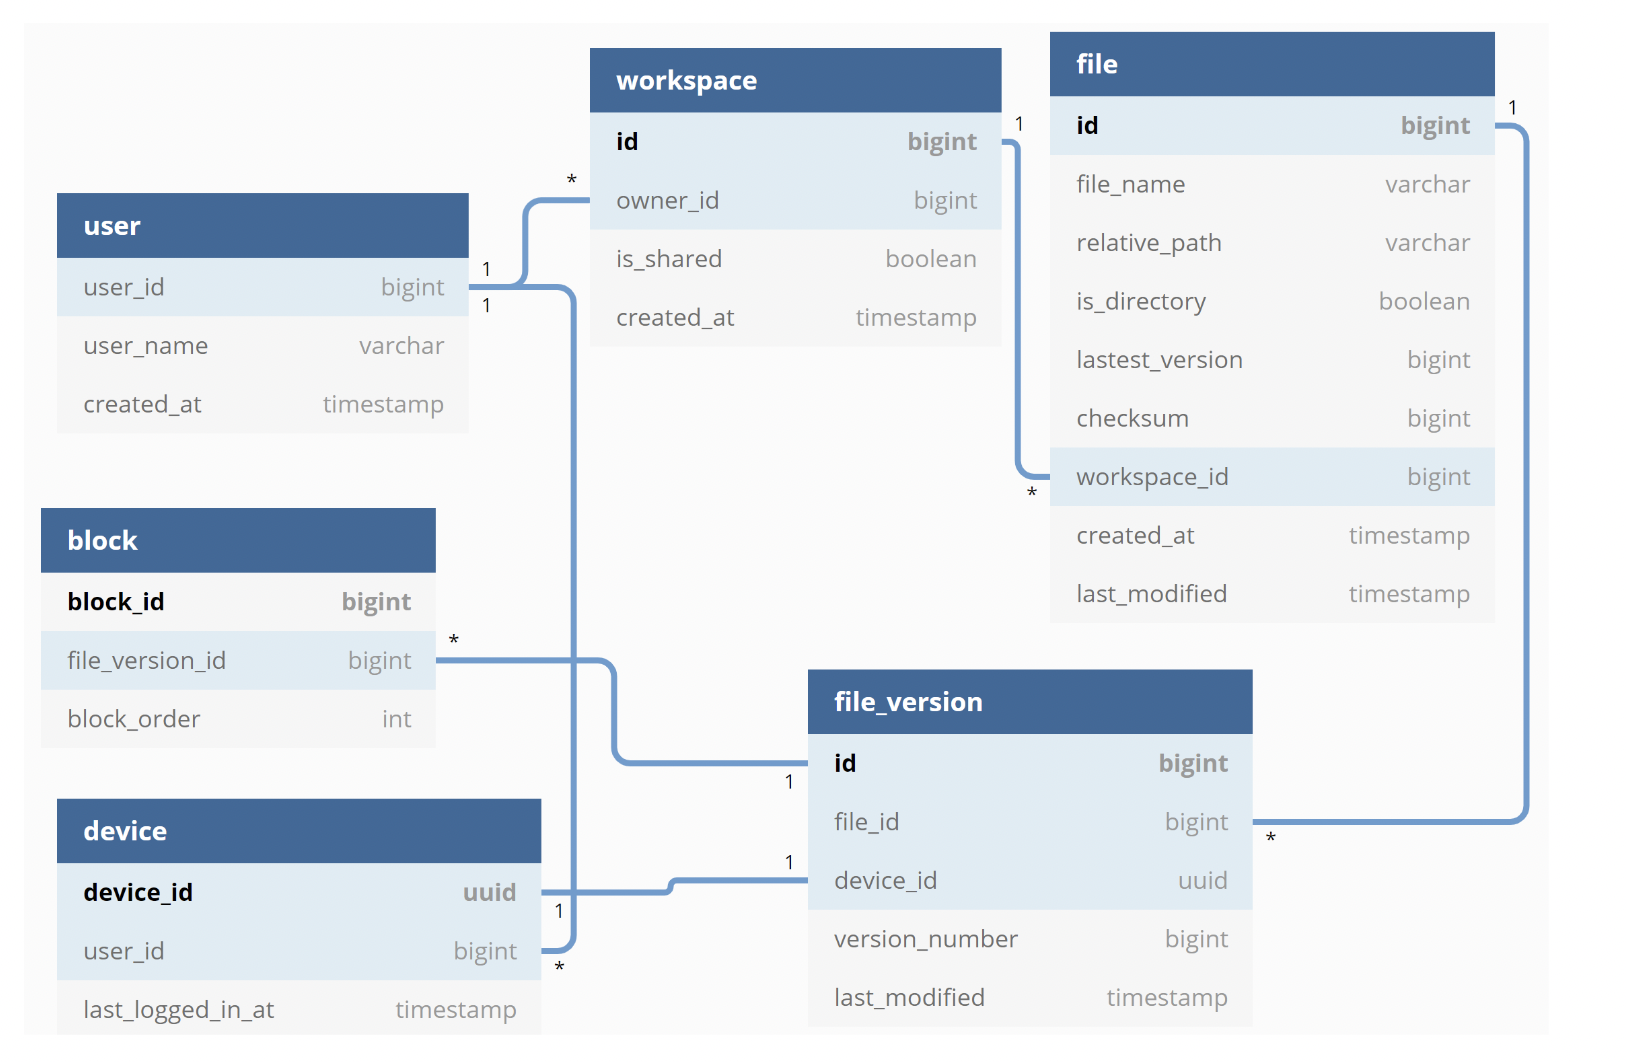 user
user_id bigint
user_name varchar
created_at timestamp
1
1
*
workspace
id bigint
owner_id bigint
is_shared boolean
created_at timestamp
1
*
file
id bigint
file_name varchar
relative_path varchar
is_directory boolean
lastest_version bigint
checksum bigint
workspace_id bigint
created_at timestamp
last_modified timestamp
1
block
block_id bigint
file_version_id bigint
block_order int
*
device
device_id uuid
user_id bigint
last_logged_in_at timestamp
1
*
file_version
id bigint
file_id bigint
device_id uuid
version_number bigint
last_modified timestamp
1
1
*